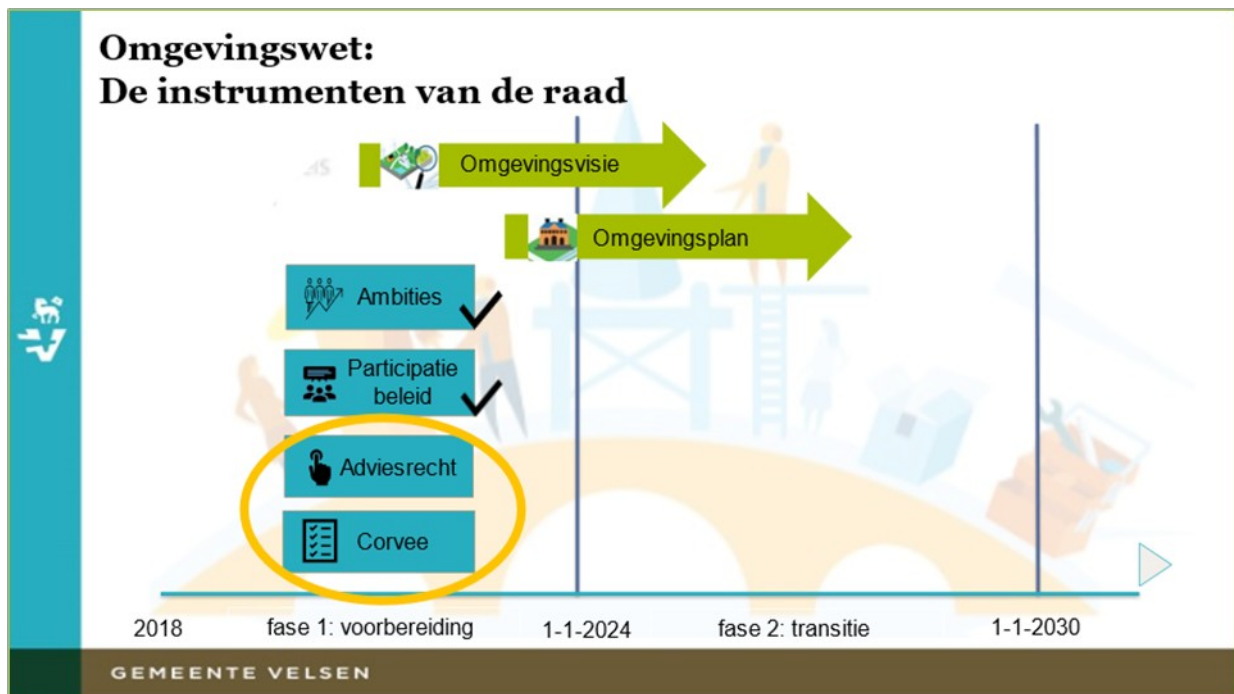 Omgevingswet:
De instrumenten van de raad
Omgevingsvisie
Omgevingsplan
Ambities
Participatie
beleid
Adviesrecht
Corvee
2018
fase 1: voorbereiding
1-1-2024
fase 2: transitie
1-1-2030
GEMEENTE VELSEN